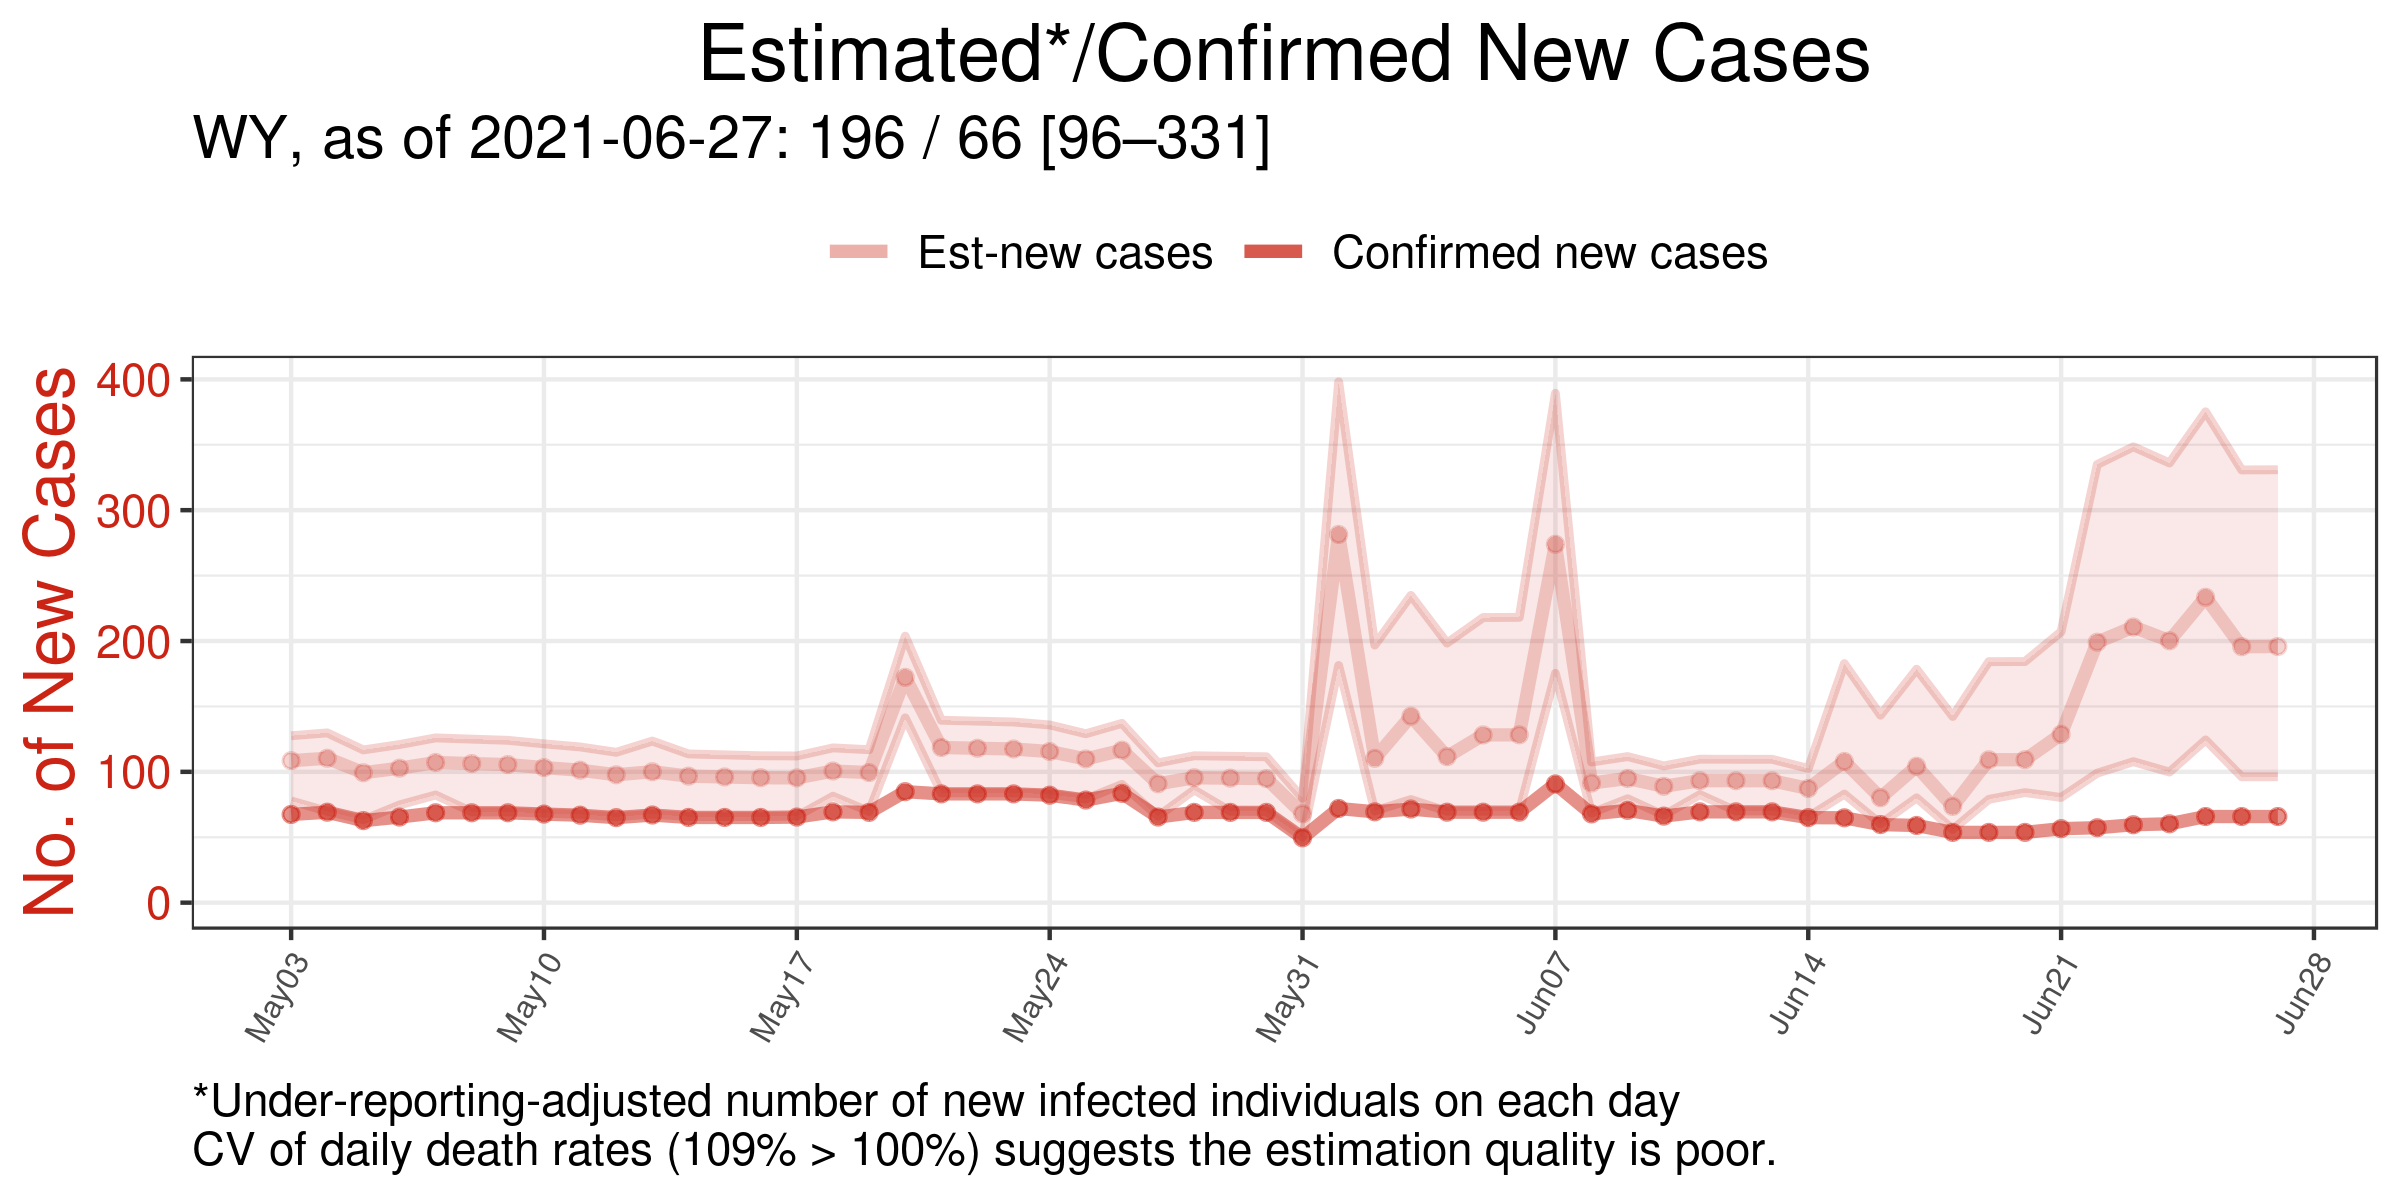 Estimated*/Confirmed New Cases
WY, as of 2021-06-27: 196 / 66 [96–331]
Est-new cases Confirmed new cases
No. of New Cases
400
300
200
100
0
May03 May10 May17 May24 May31 Jun07 Jun14 Jun21 Jun28
*Under-reporting-adjusted number of new infected individuals on each day
CV of daily death rates (109% > 100%) suggests the estimation quality is poor.